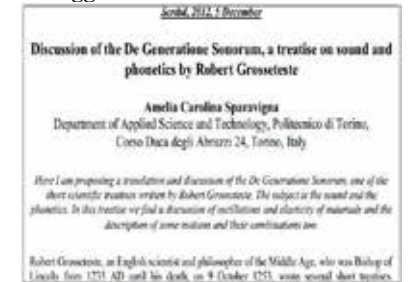 Scribd, 2012, 5 December
Discussion of the De Generatione Sonorum, a treatise on sound and
phonetics by Robert Grosseteste
Amelia Carolina Sparavigna
Department of Applied Science and Technology, Politecnico di Torino,
Corso Duca degli Abruzzi 24, Torino, Italy
Here I am proposing a translation and discussion of the De Generatione Sonorum, one of the
short scientific treatises written by Robert Grosseteste. The subject is the sound and the
phonetics. In this treatise we find a discussion of oscillations and elasticity of materials and the
description of some motions and their combinations too.
Robert Grosseteste, an English scientist and philosopher of the Middle Age, who was Bishop of
Lincoln from 1235 AD until his death, on 9 October 1253, wrote several short treatises